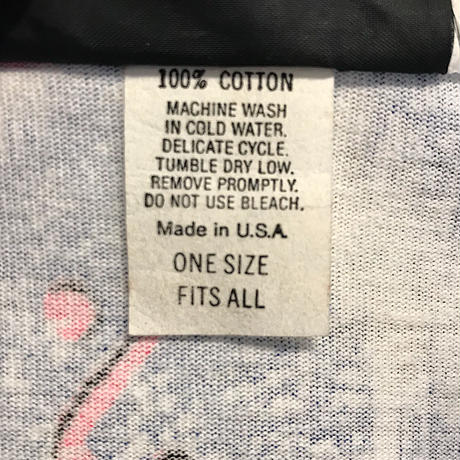 100% COTTON
MACHINE WASH
IN COLD WATER.
DELICATE CYCLE.
TUMBLE DRY LOW.
REMOVE PROMPTLY.
DO NOT USE BLEACH.
Made in U.S.A.
ONE SIZE
FITS ALL